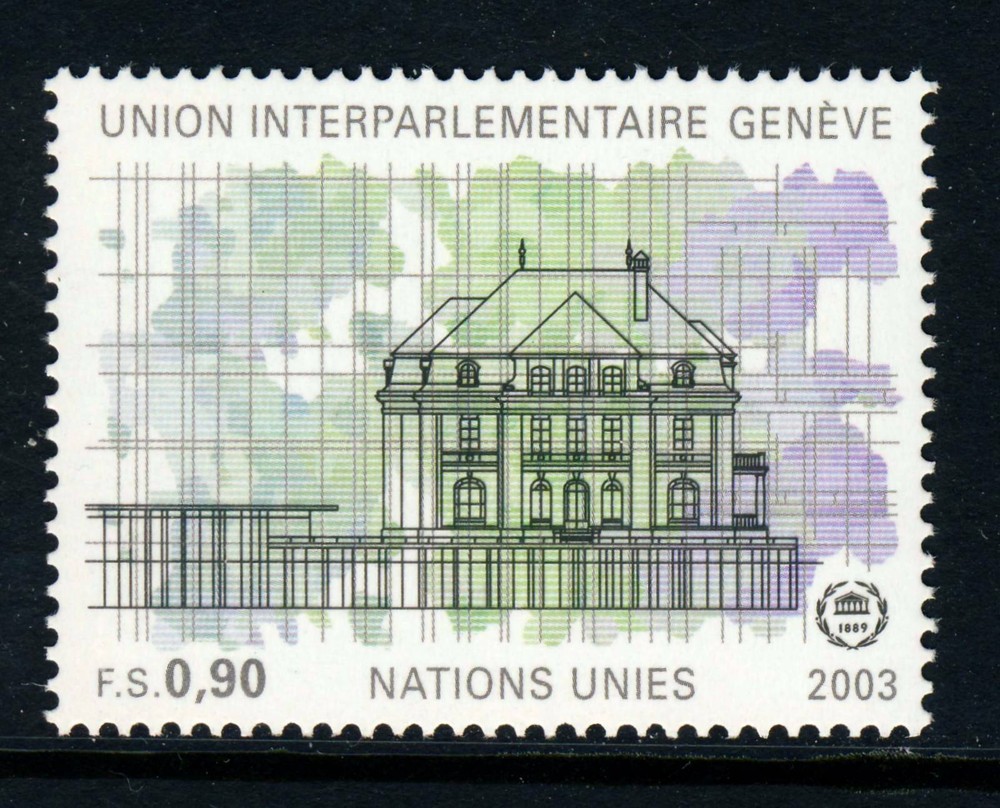 UNION INTERPARLEMENTAIRE GENÈVE
1889
F.S.0,90 NATIONS UNIES 2003